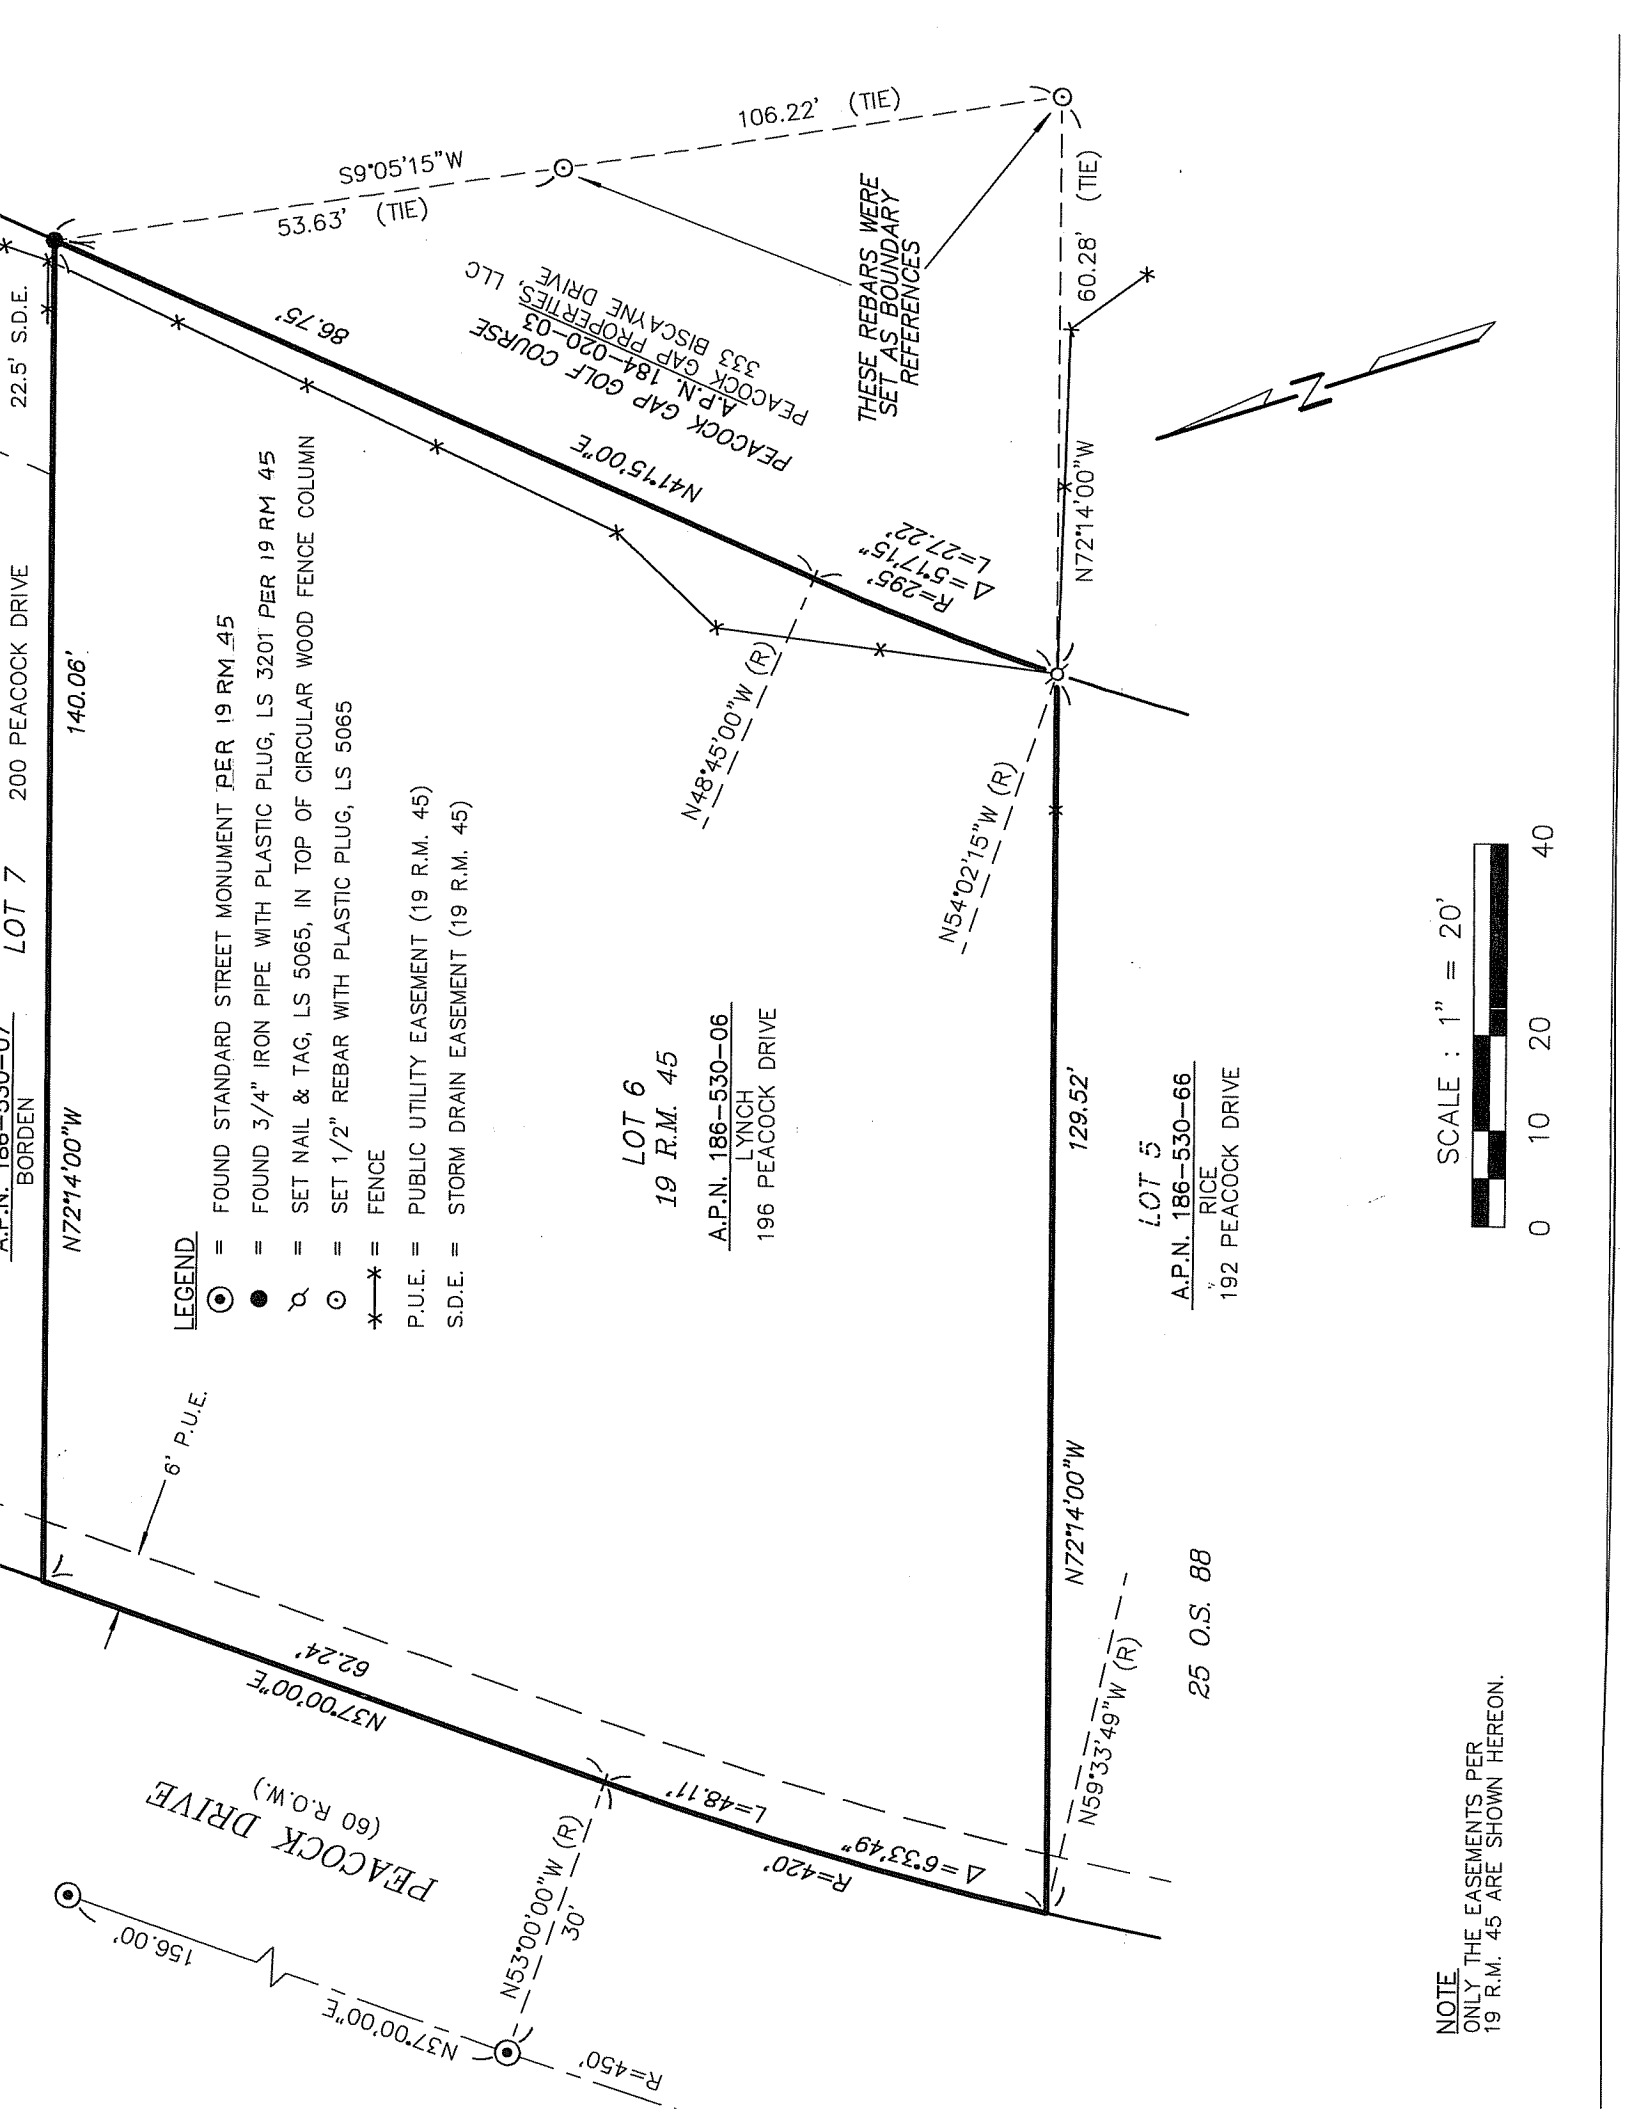 A.P.N. 186-530-07
BORDEN
LOT 7
200 PEACOCK DRIVE
22.5' S.D.E.
N72°14'00"W
140.06'
S9°05'15"W
53.63' (TIE)
106.22' (TIE)
86.75'
N41°15'00"E
PEACOCK GAP GOLF COURSE
A.P.N. 184-020-03
PEACOCK GAP PROPERTIES, LLC
333 BISCAYNE DRIVE
THESE REBARS WERE
SET AS BOUNDARY
REFERENCES
60.28' (TIE)
N72°14'00"W
R=295'
Δ=5°17'15"
L=27.22'
N48°45'00"W (R)
N54°02'15"W (R)
LEGEND
= FOUND STANDARD STREET MONUMENT PER 19 RM 45
= FOUND 3/4" IRON PIPE WITH PLASTIC PLUG, LS 3201 PER 19 RM 45
= SET NAIL & TAG, LS 5065, IN TOP OF CIRCULAR WOOD FENCE COLUMN
= SET 1/2" REBAR WITH PLASTIC PLUG, LS 5065
= FENCE
P.U.E. = PUBLIC UTILITY EASEMENT (19 R.M. 45)
S.D.E. = STORM DRAIN EASEMENT (19 R.M. 45)
6' P.U.E.
LOT 6
19 R.M. 45
A.P.N. 186-530-06
LYNCH
196 PEACOCK DRIVE
N72°14'00"W
129.52'
LOT 5
A.P.N. 186-530-66
RICE
192 PEACOCK DRIVE
25 O.S. 88
N59°33'49"W (R)
62.24'
N37°00'00"E
L=48.11'
Δ=6°33'49"
R=420'
PEACOCK DRIVE
(60 R.O.W.)
N53°00'00"W (R)
30'
156.00'
N37°00'00"E
R=450'
N
SCALE : 1" = 20'
0 10 20 40
NOTE
ONLY THE EASEMENTS PER
19 R.M. 45 ARE SHOWN HEREON.